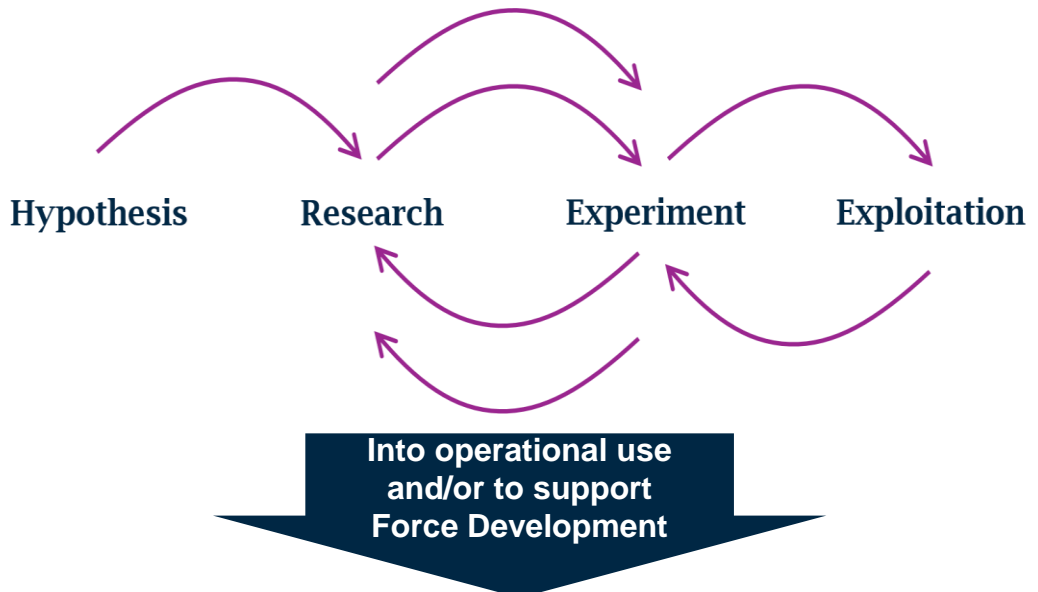 Hypothesis Research Experiment Exploitation
Into operational use
and/or to support
Force Development